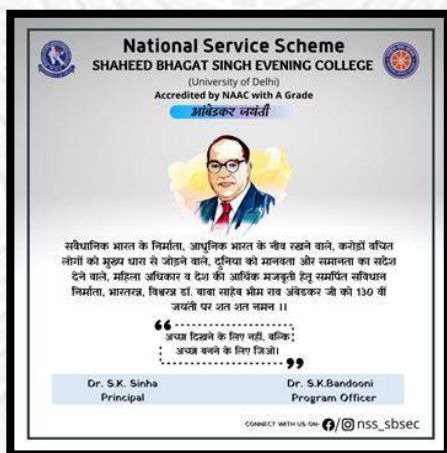 National Service Scheme
SHAHEED BHAGAT SINGH EVENING COLLEGE
(University of Delhi)
Accredited by NAAC with A Grade
आंबेडकर जयंती
सवैधानिक भारत के निर्माता, आधुनिक भारत के नीव रखने वाले, करोड़ों वंचित
लोगों को मुख्य धारा से जोड़ने वाले, दुनिया को मानवता और समानता का सदेश
देने वाले, महिला अधिकार व देश की आर्थिक मजबूती हेतु समर्पित सविधान
निर्माता, भारतरत्न, विश्वरत्न डॉ. बाबा साहेब भीम राव अंबेडकर जी को 130 वीं
जयंती पर शत शत नमन ।।
❝ अच्छा दिखने के लिए नहीं, बल्कि
अच्छा बनने के लिए जिओ। ❞
Dr. S.K. Sinha Dr. S.K.Bandooni
Principal Program Officer
CONNECT WITH US ON- / nss_sbsec